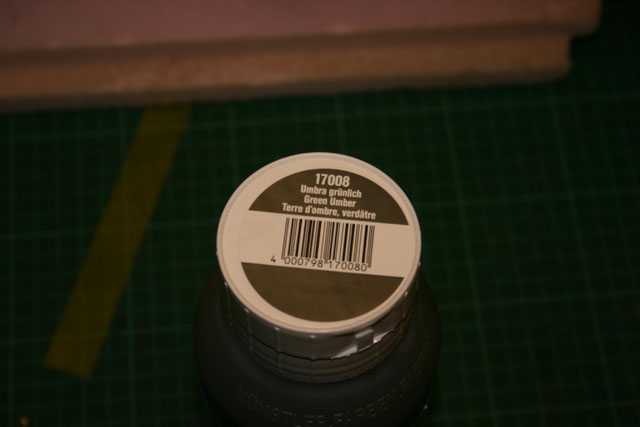 17008
Umbra grünlich
Green Umber
Terre d'ombre, verdâtre
4 000798 170080